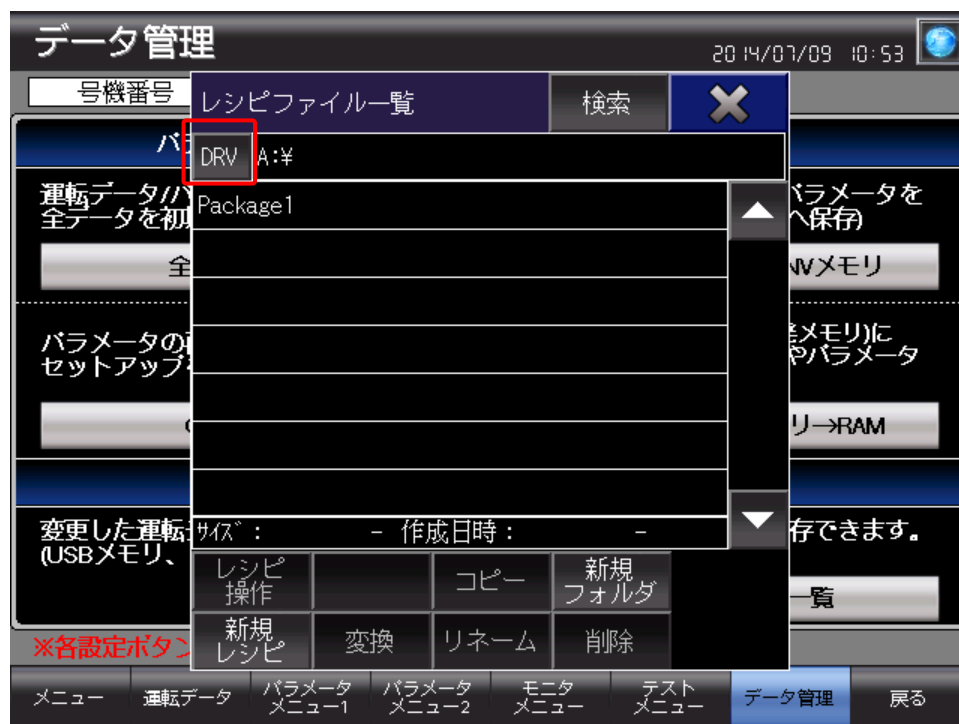 データ管理
2014/07/09 10:53
号機番号
レシピファイル一覧
検索
DRV A:¥
Package1
運転データ/パ
全データを初
パラメータを
へ保存)
全
NVメモリ
パラメータの
セットアップ
メモリ)に
やパラメータ
リ→RAM
変更した運転
(USBメモリ、
存できます。
サイズ: - 作成日時: -
レシピ
操作
コピー
新規
フォルダ
新規
レシピ
変換
リネーム
削除
一覧
※各設定ボタン
メニュー
運転データ
パラメータ
メニュー1
パラメータ
メニュー2
モニタ
メニュー
テスト
メニュー
データ管理
戻る